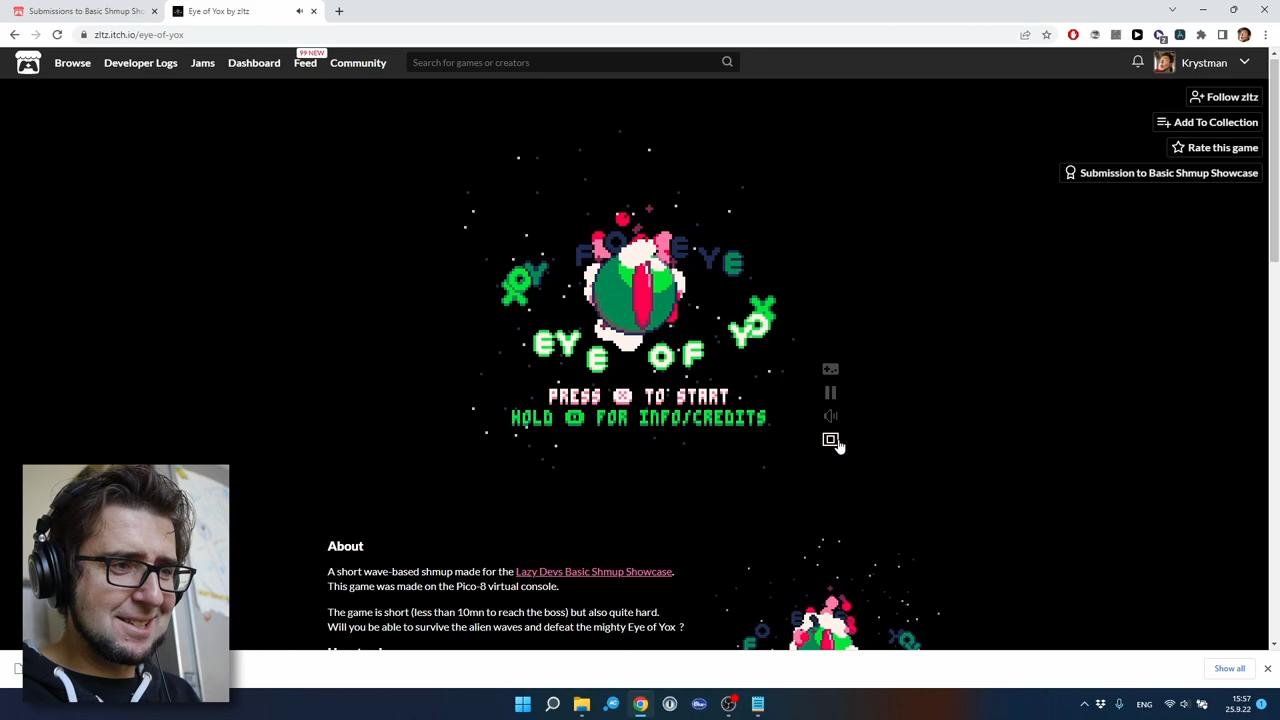 Submissions to Basic Shmup Sho
Eye of Yox by zltz
zltz.itch.io/eye-of-yox
99 NEW
Browse
Developer Logs
Jams
Dashboard
Feed
Community
Search for games or creators
Krystman
Follow zltz
Add To Collection
Rate this game
Submission to Basic Shmup Showcase
EYE OF YOX
PRESS TO START
HOLD FOR INFO/CREDITS
About
A short wave-based shmup made for the Lazy Devs Basic Shmup Showcase.
This game was made on the Pico-8 virtual console.
The game is short (less than 10mn to reach the boss) but also quite hard.
Will you be able to survive the alien waves and defeat the mighty Eye of Yox ?
Show all
ENG
15:57
25.9.22